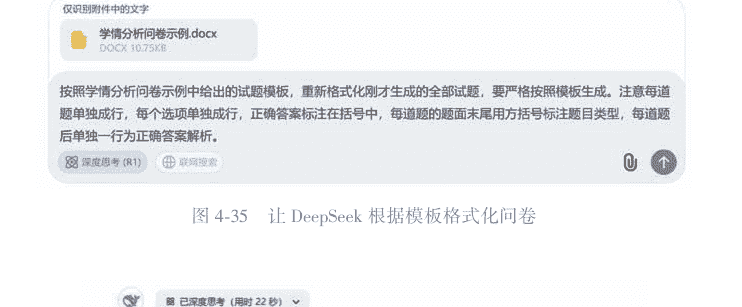 仅识别附件中的文字
学情分析问卷示例.docx
DOCX 10.75KB
按照学情分析问卷示例中给出的试题模板，重新格式化刚才生成的全部试题，要严格按照模板生成。注意每道
题单独成行，每个选项单独成行，正确答案标注在括号中，每道题的题面末尾用方括号标注题目类型，每道题
后单独一行为正确答案解析。
深度思考 (R1) 联网搜索
图 4-35 让 DeepSeek 根据模板格式化问卷
已深度思考（用时 22 秒）